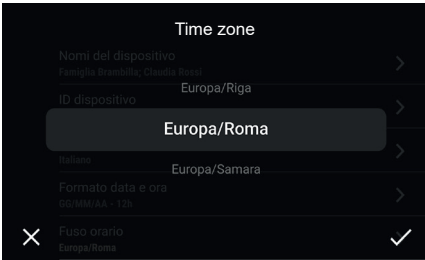 Time zone
Nomi del dispositivo
Famiglia Brambilla; Claudia Rossi
Europa/Riga
ID dispositivo
Europa/Roma
Italiano
Europa/Samara
Formato data e ora
GG/MM/AA - 12h
Fuso orario
Europa/Roma